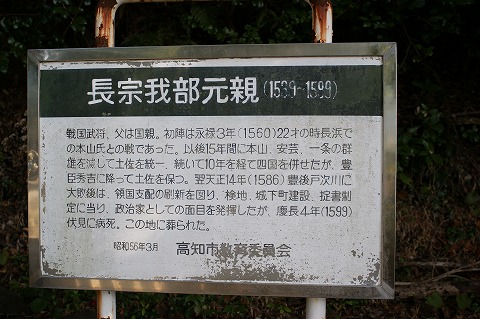 長宗我部元親(1539-1599)
戦国武将、父は国親。初陣は永禄3年(1560)22才の時長浜で
の本山氏との戦であった。以後15年間に本山、安芸、一条の群
雄を滅して土佐を統一、続いて10年を経て四国を併せたが、豊
臣秀吉に降って土佐を保つ。翌天正14年(1586)豊後戸次川に
大敗後は、領国支配の刷新を図り、検地、城下町建設、掟書制
定に当り、政治家としての面目を発揮したが、慶長4年(1599)
伏見に病死。この地に葬られた。
昭和56年3月 高知市教育委員会